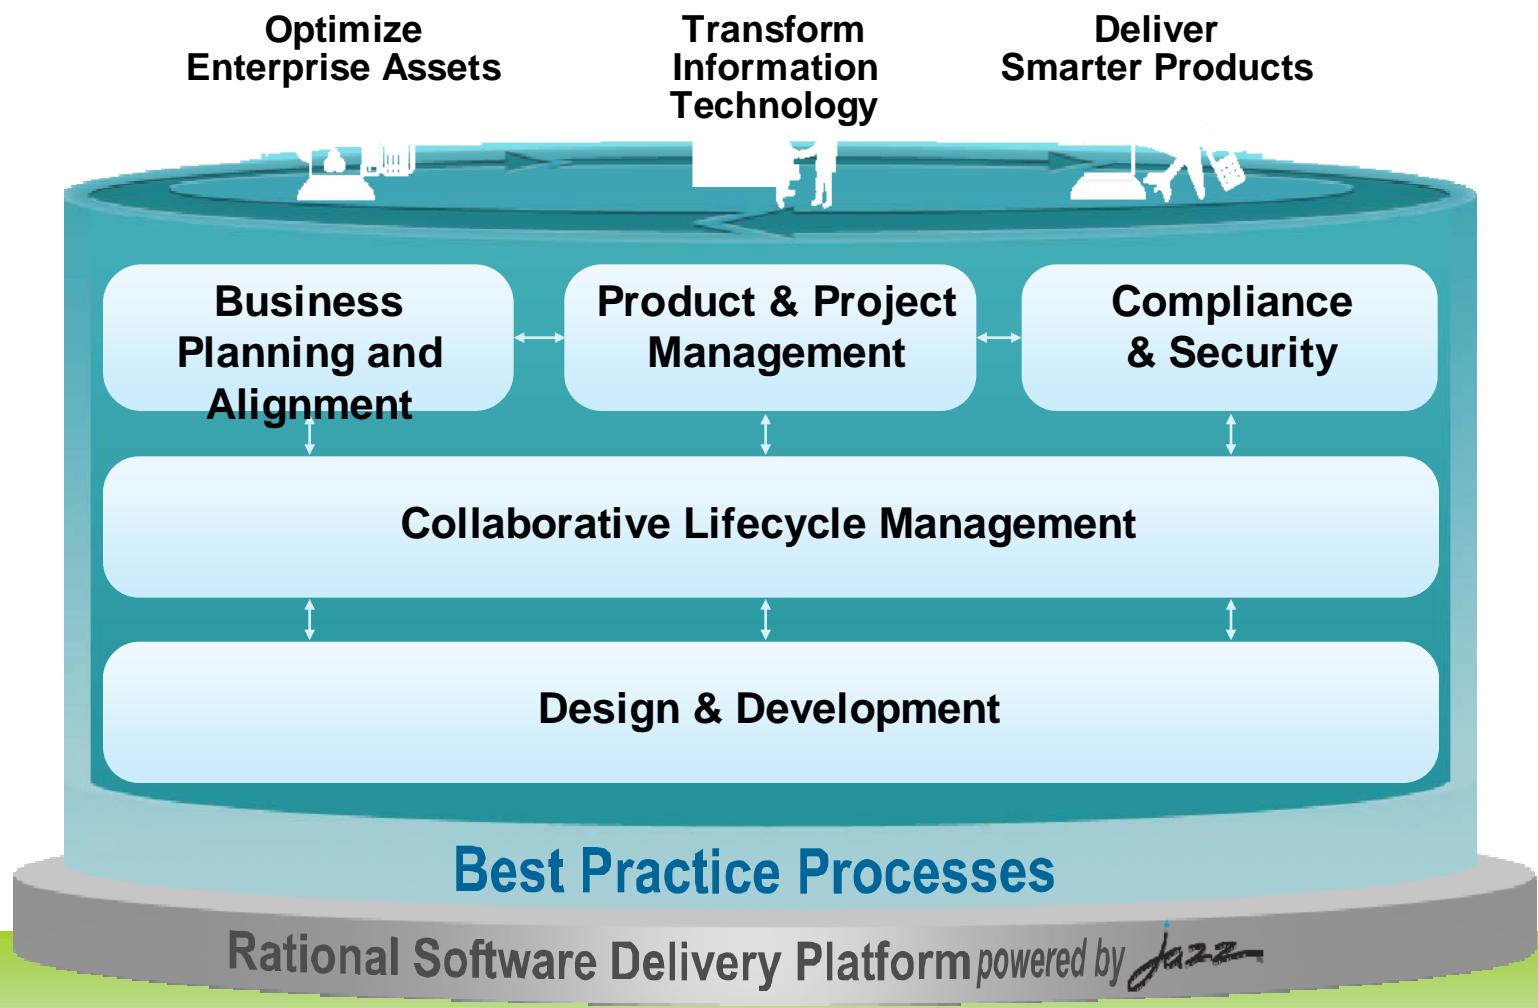 Optimize
Enterprise Assets
Transform
Information
Technology
Deliver
Smarter Products
Business
Planning and
Alignment
Product & Project
Management
Compliance
& Security
Collaborative Lifecycle Management
Design & Development
Best Practice Processes
Rational Software Delivery Platform powered by jazz